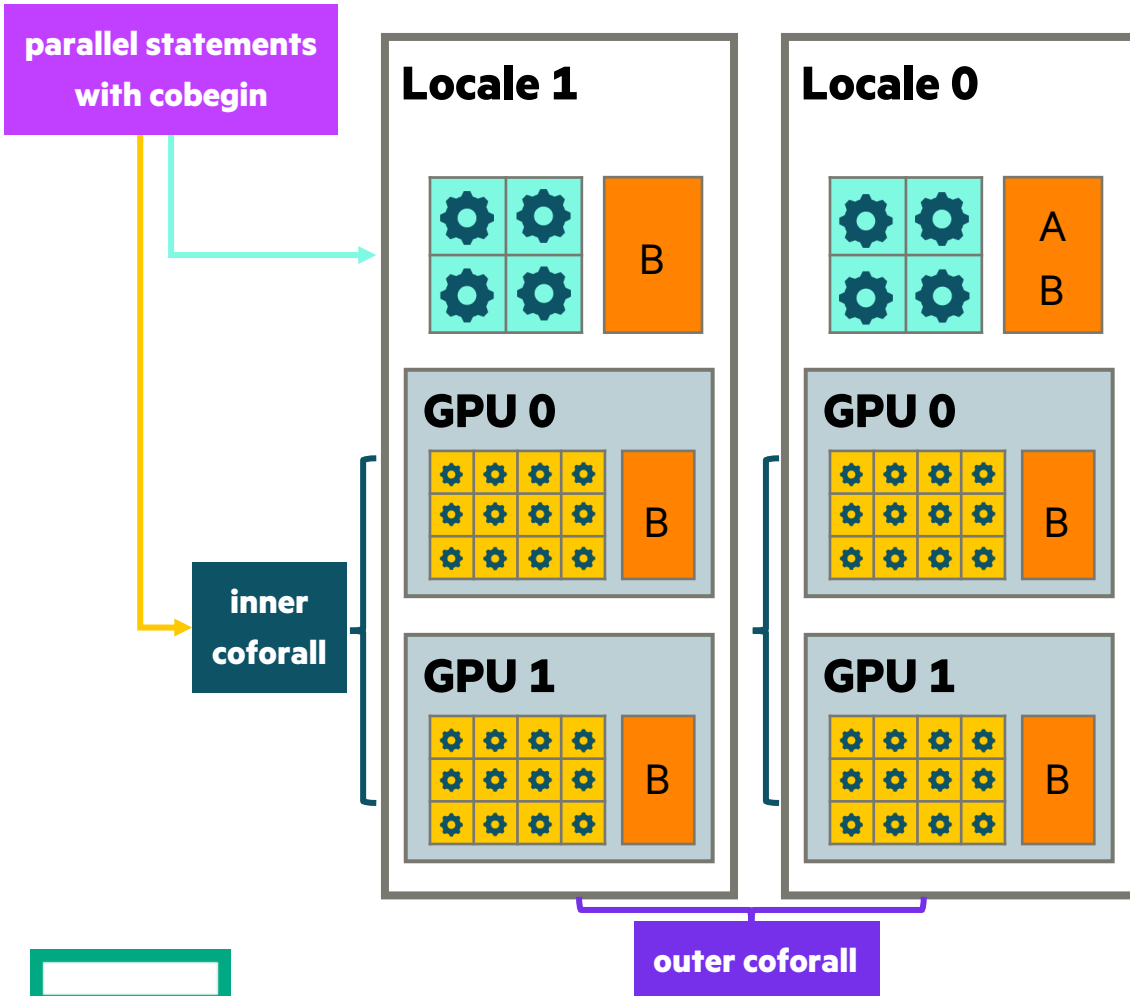 parallel statements
with cobegin
Locale 1
B
GPU 0
B
inner
coforall
GPU 1
B
Locale 0
A
B
GPU 0
B
GPU 1
B
outer coforall